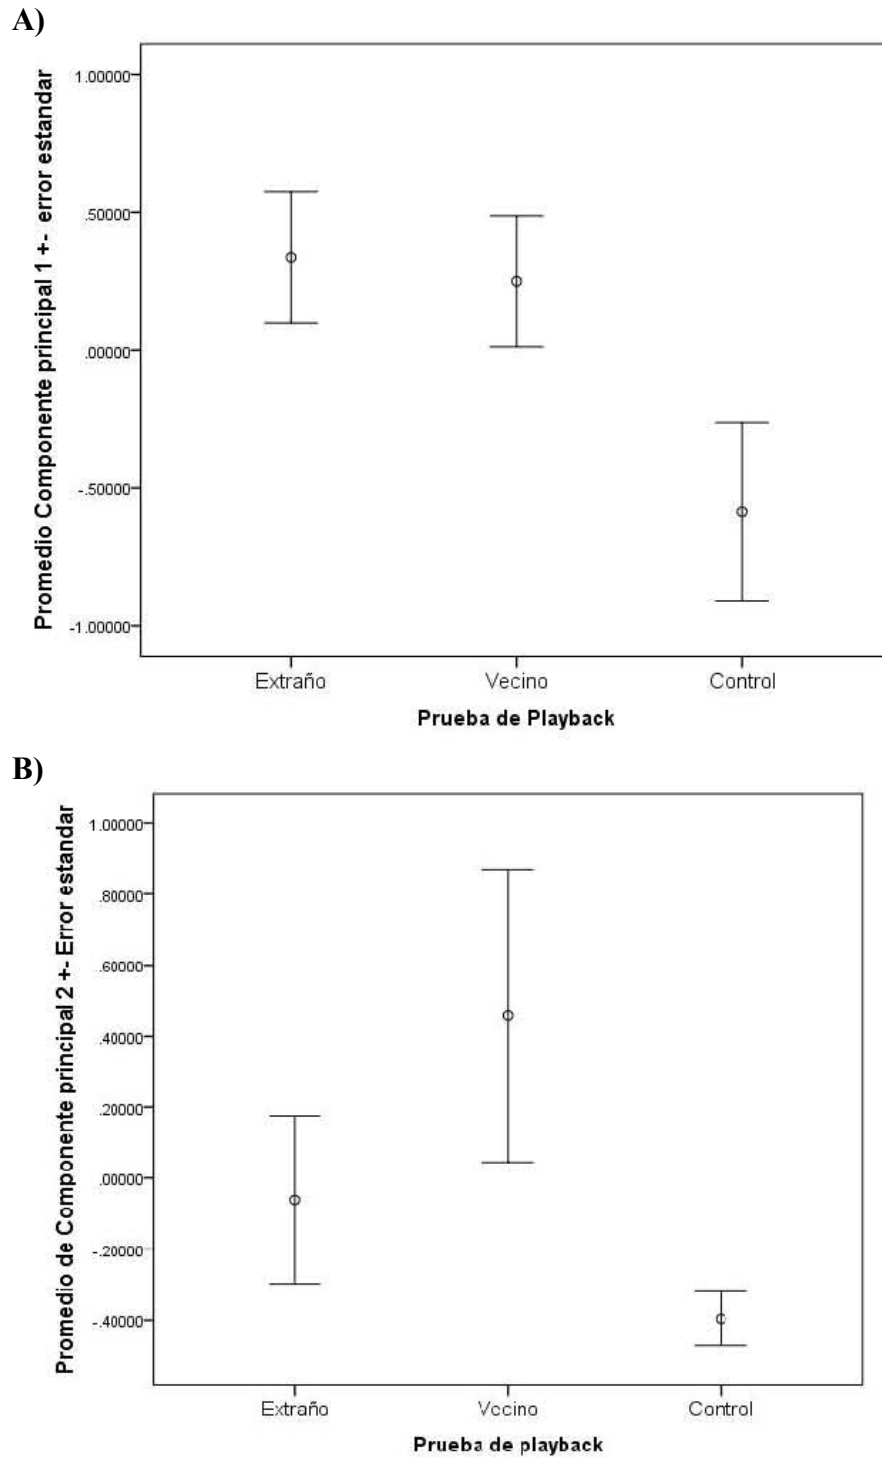 A)
Promedio Componente principal 1 +- error estandar
1.00000
.50000
.00000
-.50000
-1.00000
Extraño Vecino Control
Prueba de Playback
B)
Promedio de Componente principal 2 +- Error estandar
1.00000
.80000
.60000
.40000
.20000
.00000
-.20000
-.40000
Extraño Vecino Control
Prueba de playback